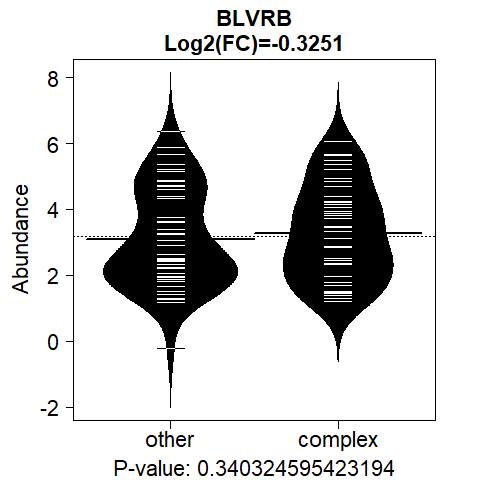 BLVRB
Log2(FC)=-0.3251
Abundance
8
6
4
2
0
-2
other complex
P-value: 0.340324595423194